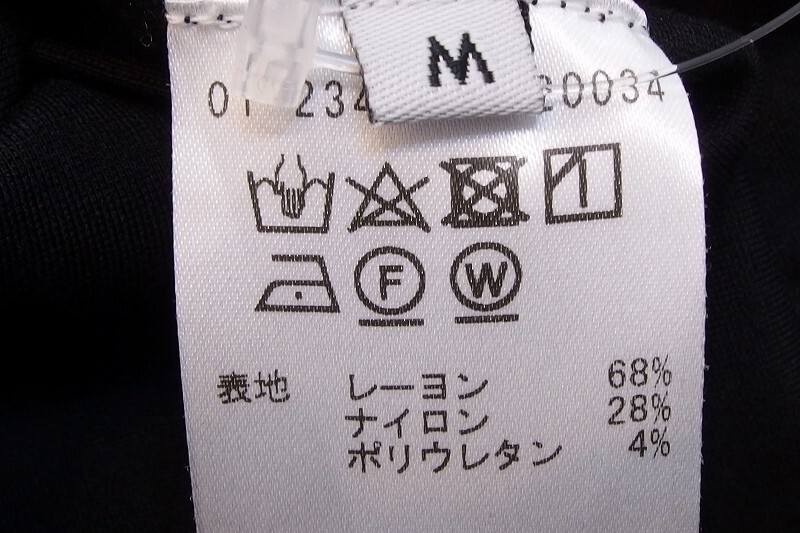 M
01 234
20034
F W
表地 レーヨン 68%
ナイロン 28%
ポリウレタン 4%